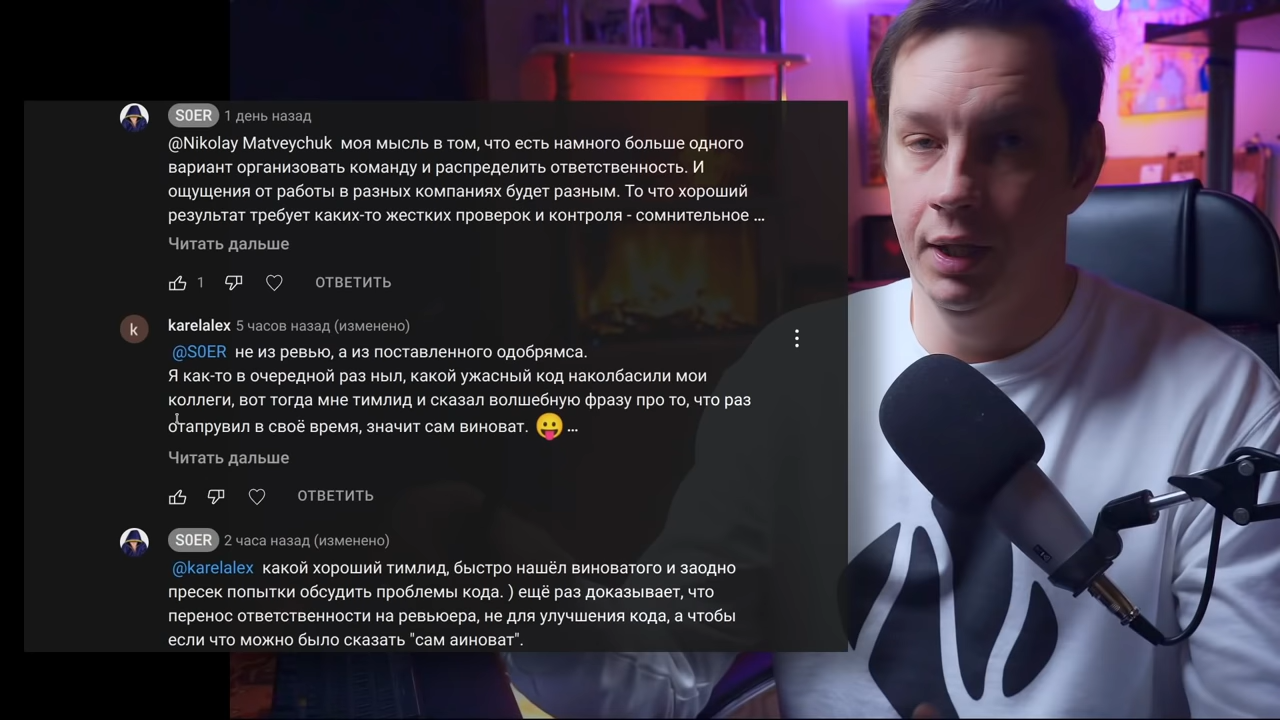 S0ER 1 день назад
@Nikolay Matveychuk моя мысль в том, что есть намного больше одного
вариант организовать команду и распределить ответственность. И
ощущения от работы в разных компаниях будет разным. То что хороший
результат требует каких-то жестких проверок и контроля - сомнительное ...
Читать дальше
1 ОТВЕТИТЬ
k karelalex 5 часов назад (изменено)
@S0ER не из ревью, а из поставленного одобрямса.
Я как-то в очередной раз ныл, какой ужасный код наколбасили мои
коллеги, вот тогда мне тимлид и сказал волшебную фразу про то, что раз
отапрувил в своё время, значит сам виноват. 😛 ...
Читать дальше
ОТВЕТИТЬ
S0ER 2 часа назад (изменено)
@karelalex какой хороший тимлид, быстро нашёл виноватого и заодно
пресек попытки обсудить проблемы кода. ) ещё раз доказывает, что
перенос ответственности на ревьюера, не для улучшения кода, а чтобы
если что можно было сказать "сам аиноват".